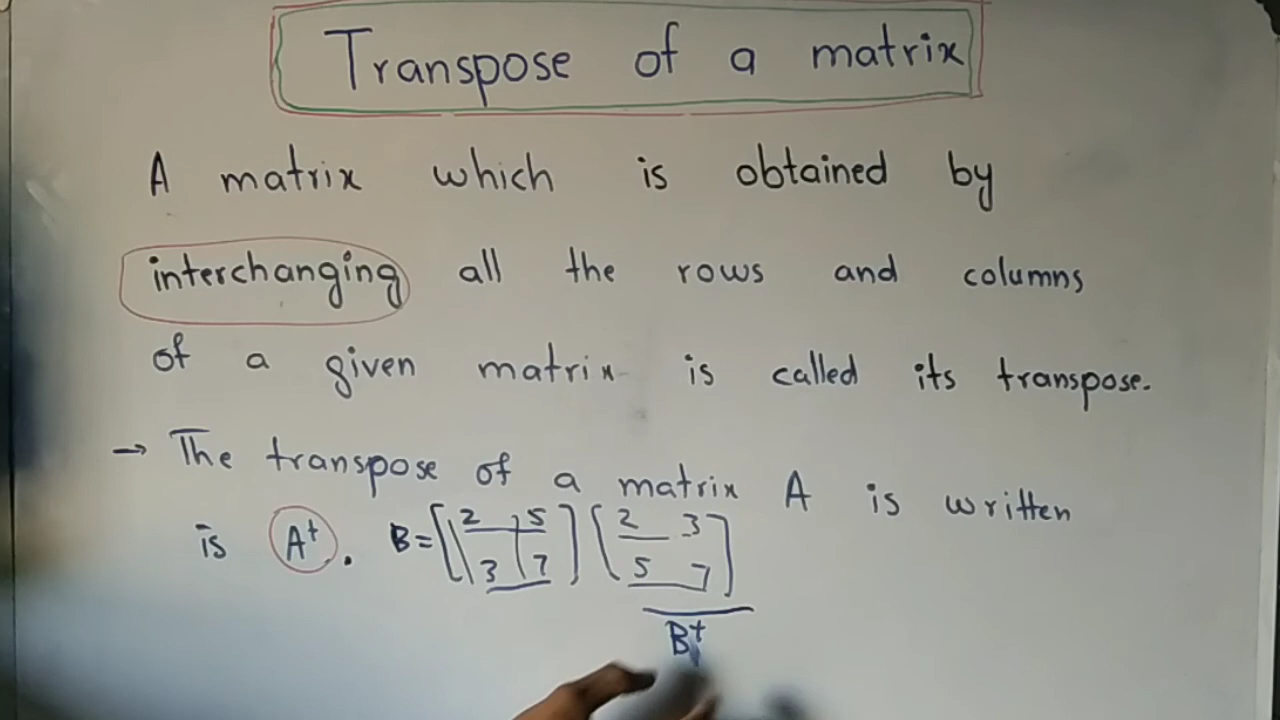 Transpose of a matrix
A matrix which is obtained by
interchanging all the rows and columns
of a given matrix is called its transpose.
→ The transpose of a matrix A is written
is A^t. B = [2 5] [2 3]
[3 7] [5 7]
B^t